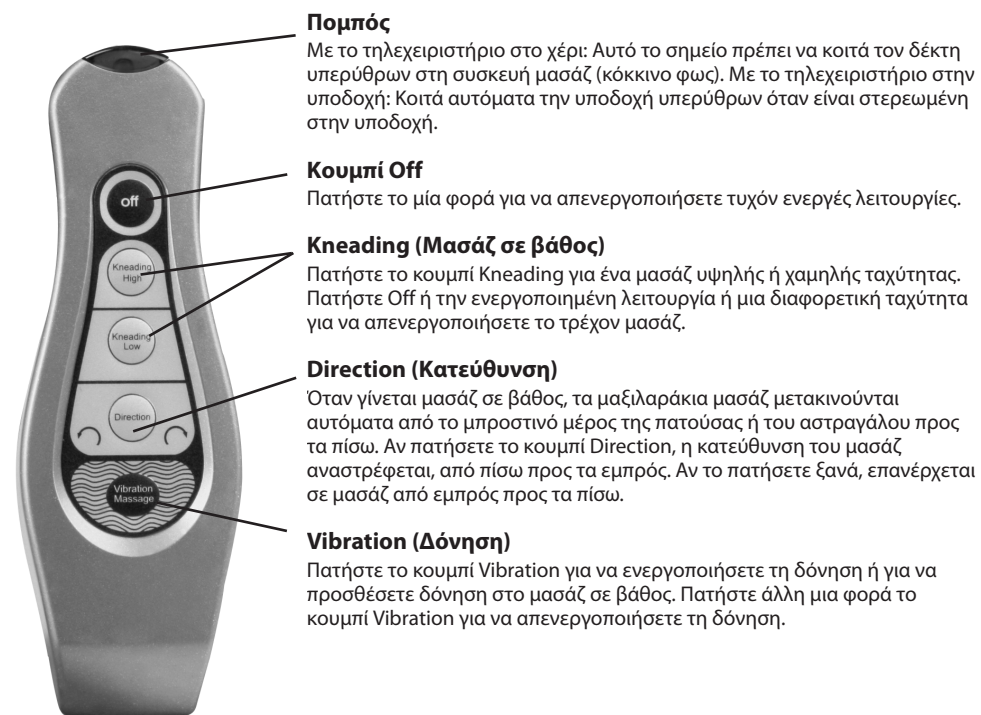 Πομπός
Με το τηλεχειριστήριο στο χέρι: Αυτό το σημείο πρέπει να κοιτά τον δέκτη
υπερύθρων στη συσκευή μασάζ (κόκκινο φως). Με το τηλεχειριστήριο στην
υποδοχή: Κοιτά αυτόματα την υποδοχή υπερύθρων όταν είναι στερεωμένη
στην υποδοχή.
Κουμπί Off
Πατήστε το μία φορά για να απενεργοποιήσετε τυχόν ενεργές λειτουργίες.
Kneading (Μασάζ σε βάθος)
Πατήστε το κουμπί Kneading για ένα μασάζ υψηλής ή χαμηλής ταχύτητας.
Πατήστε Off ή την ενεργοποιημένη λειτουργία ή μια διαφορετική ταχύτητα
για να απενεργοποιήσετε το τρέχον μασάζ.
Direction (Κατεύθυνση)
Όταν γίνεται μασάζ σε βάθος, τα μαξιλαράκια μασάζ μετακινούνται
αυτόματα από το μπροστινό μέρος της πατούσας ή του αστραγάλου προς
τα πίσω. Αν πατήσετε το κουμπί Direction, η κατεύθυνση του μασάζ
αναστρέφεται, από πίσω προς τα εμπρός. Αν το πατήσετε ξανά, επανέρχεται
σε μασάζ από εμπρός προς τα πίσω.
Vibration (Δόνηση)
Πατήστε το κουμπί Vibration για να ενεργοποιήσετε τη δόνηση ή για να
προσθέσετε δόνηση στο μασάζ σε βάθος. Πατήστε άλλη μια φορά το
κουμπί Vibration για να απενεργοποιήσετε τη δόνηση.
off
Kneading
High
Kneading
Low
Direction
Vibration
Massage